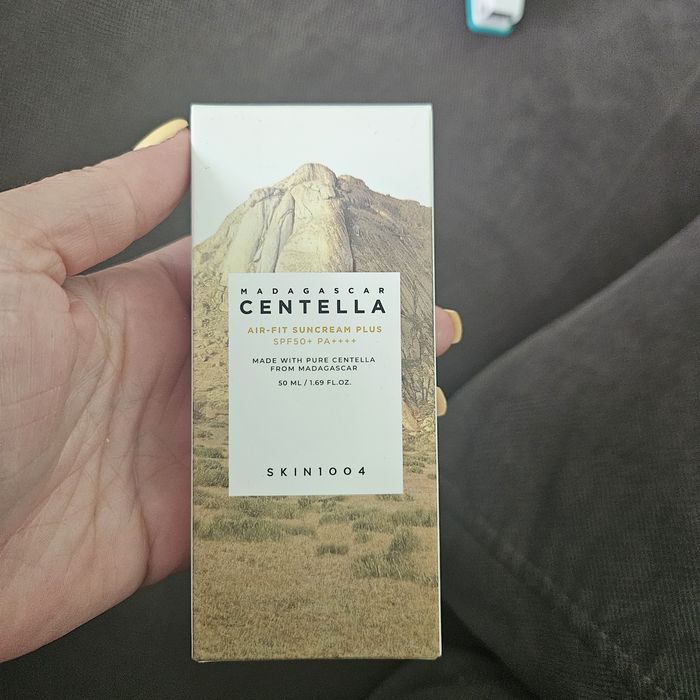 MADAGASCAR
CENTELLA
AIR-FIT SUNCREAM PLUS
SPF50+ PA++++
MADE WITH PURE CENTELLA
FROM MADAGASCAR
50 ML / 1.69 FL.OZ.
SKIN1004